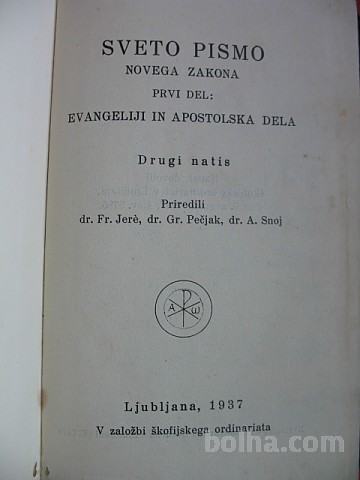 SVETO PISMO
NOVEGA ZAKONA
PRVI DEL:
EVANGELIJI IN APOSTOLSKA DELA
Drugi natis
Priredili
dr. Fr. Jerè, dr. Gr. Pečjak, dr. A. Snoj
A ω
Ljubljana, 1937
V založbi škofijskega ordinariata
bolha.com